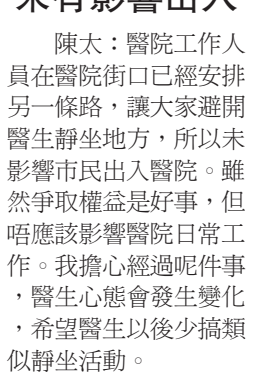 未有影響出入
陳太：醫院工作人
員在醫院街口已經安排
另一條路，讓大家避開
醫生靜坐地方，所以未
影響市民出入醫院。雖
然爭取權益是好事，但
唔應該影響醫院日常工
作。我擔心經過呢件事
，醫生心態會發生變化
，希望醫生以後少搞類
似靜坐活動。